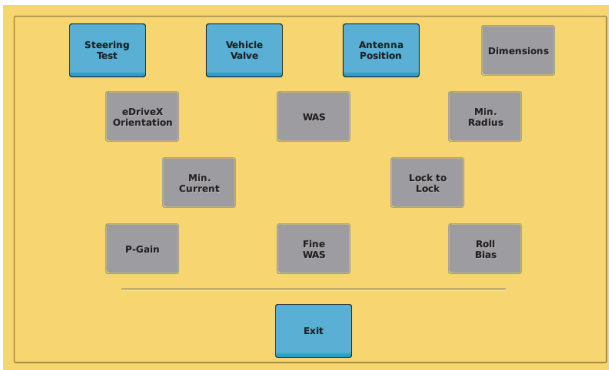 Steering
Test
Vehicle
Valve
Antenna
Position
Dimensions
eDriveX
Orientation
WAS
Min.
Radius
Min.
Current
Lock to
Lock
P-Gain
Fine
WAS
Roll
Bias
Exit